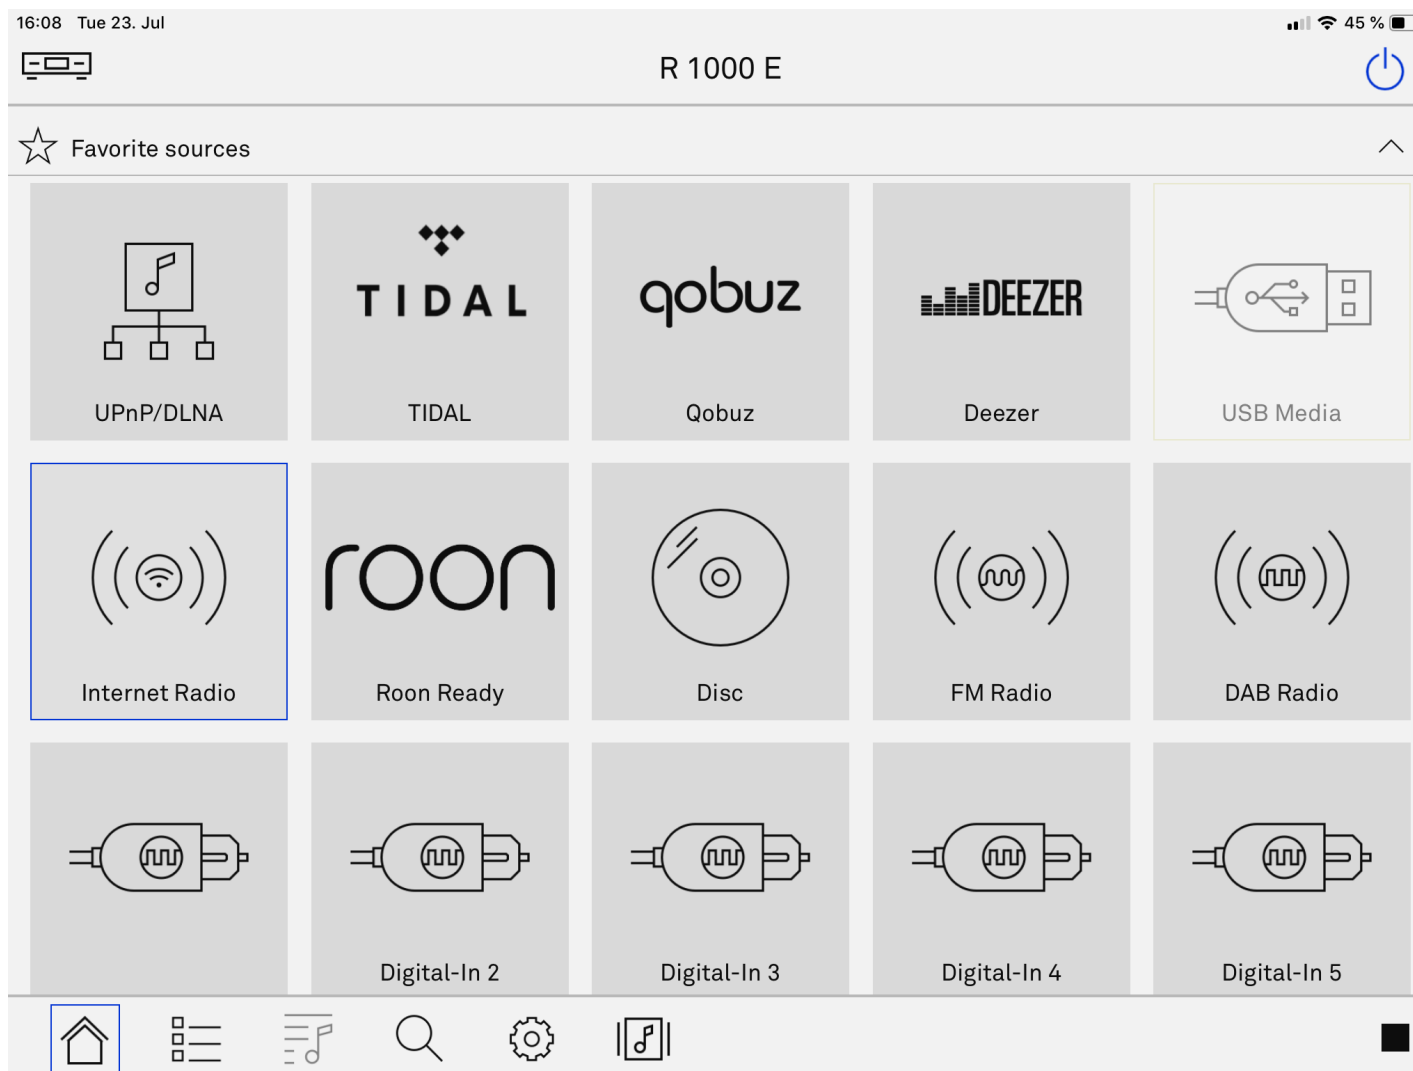 16:08 Tue 23. Jul 45 %
R 1000 E
Favorite sources
TIDAL qobuz DEEZER
UPnP/DLNA TIDAL Qobuz Deezer USB Media
roon
Internet Radio Roon Ready Disc FM Radio DAB Radio
Digital-In 2 Digital-In 3 Digital-In 4 Digital-In 5